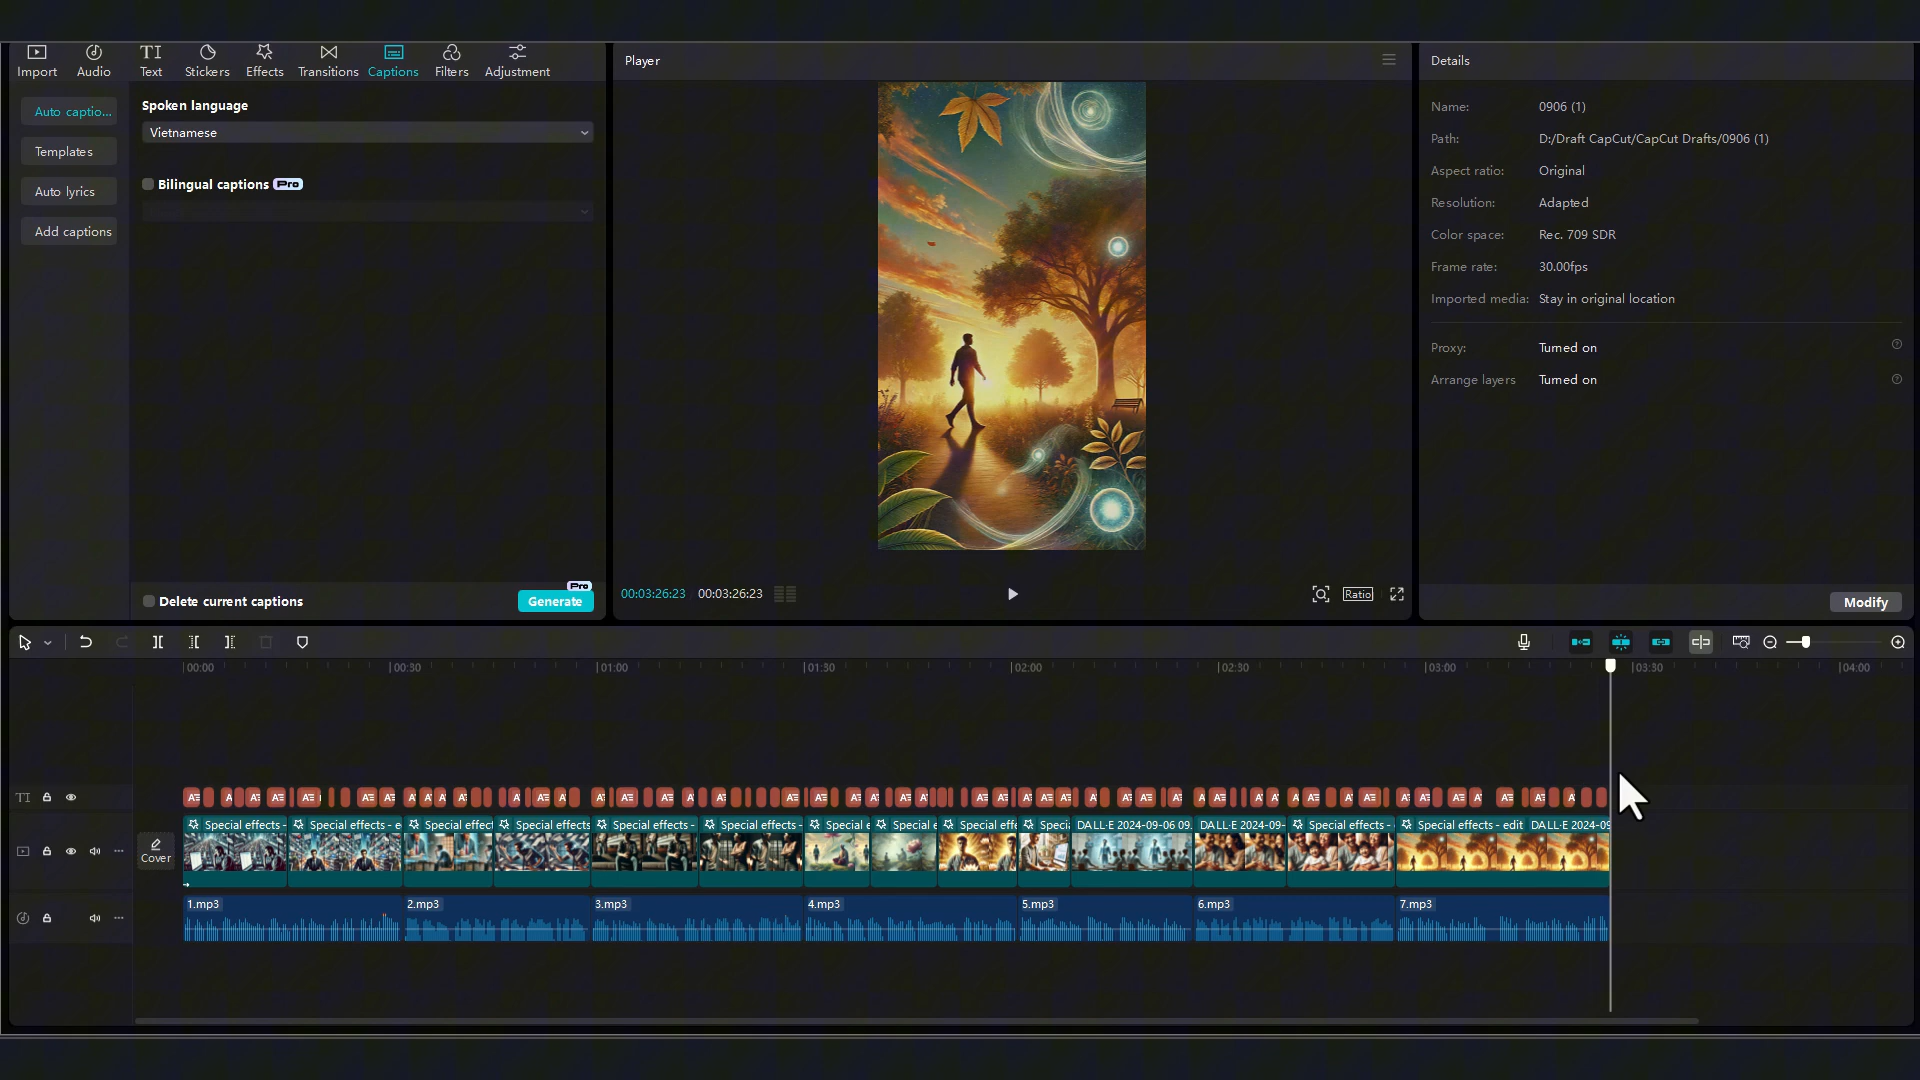 Import
Audio
Text
Stickers
Effects
Transitions
Captions
Filters
Adjustment
Auto captio...
Templates
Auto lyrics
Add captions
Spoken language
Vietnamese
Bilingual captions Pro
Delete current captions
Pro
Generate
Player
00:03:26:23 00:03:26:23
Ratio
Details
Name: 0906 (1)
Path: D:/Draft CapCut/CapCut Drafts/0906 (1)
Aspect ratio: Original
Resolution: Adapted
Color space: Rec. 709 SDR
Frame rate: 30.00fps
Imported media: Stay in original location
Proxy: Turned on
Arrange layers Turned on
Modify
00:00 00:30 01:00 01:30 02:00 02:30 03:00 03:30 04:00
TI
Cover
Special effects - Special effects - e Special effect Special effects Special effects - Special effects - Special e Special e Special effe Speci DALL·E 2024-09-06 09. DALL·E 2024-09- Special effects - Special effects - edit DALL·E 2024-09
1.mp3 2.mp3 3.mp3 4.mp3 5.mp3 6.mp3 7.mp3